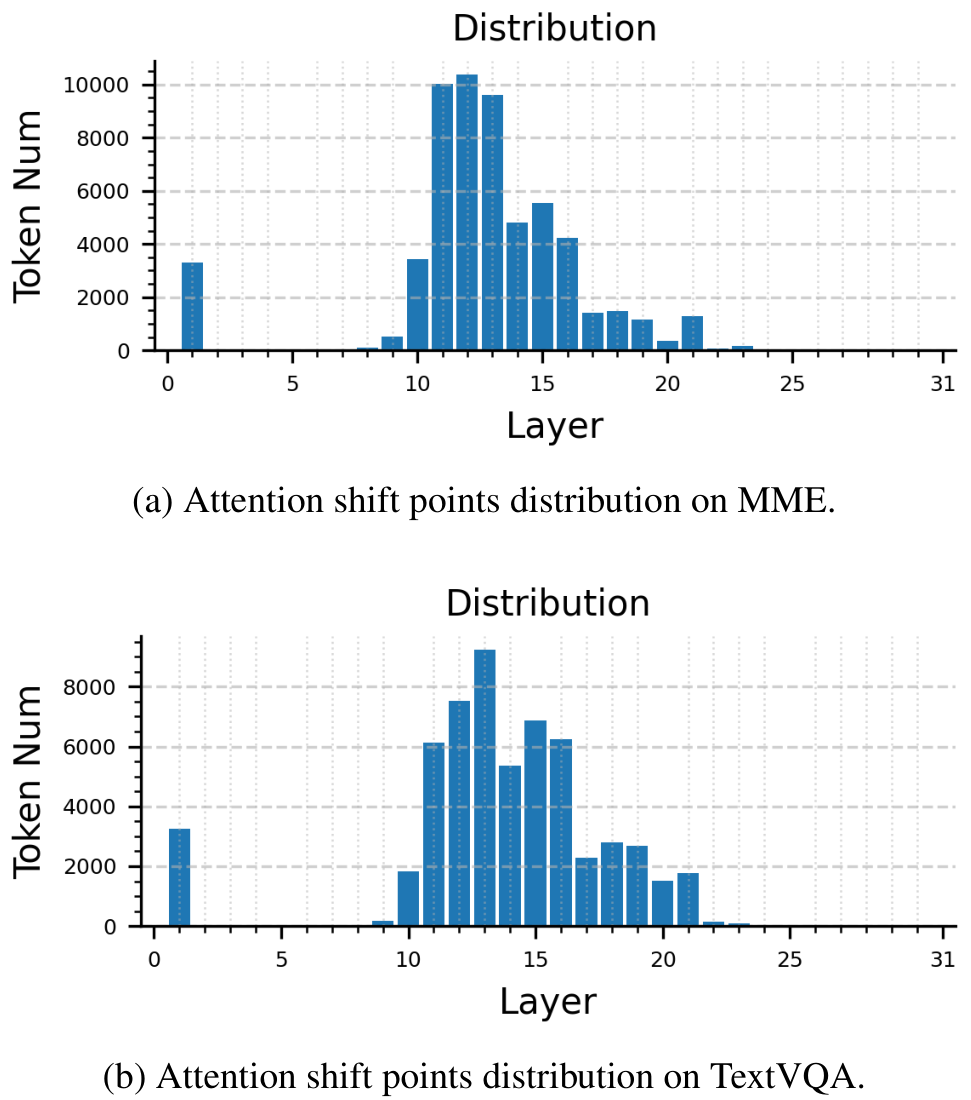 Distribution
Token Num
10000
8000
6000
4000
2000
0
0 5 10 15 20 25 31
Layer
(a) Attention shift points distribution on MME.
Distribution
Token Num
8000
6000
4000
2000
0
0 5 10 15 20 25 31
Layer
(b) Attention shift points distribution on TextVQA.